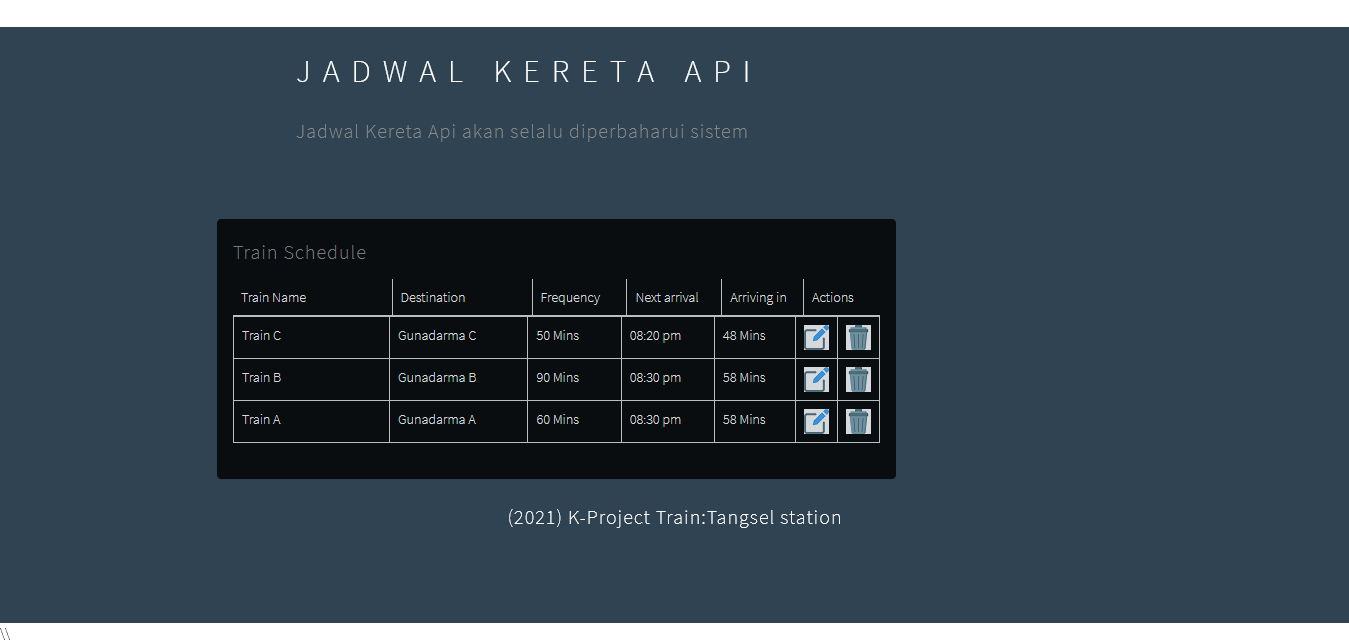 JADWAL KERETA API
Jadwal Kereta Api akan selalu diperbaharui sistem
Train Schedule
Train Name Destination Frequency Next arrival Arriving in Actions
Train C Gunadarma C 50 Mins 08:20 pm 48 Mins
Train B Gunadarma B 90 Mins 08:30 pm 58 Mins
Train A Gunadarma A 60 Mins 08:30 pm 58 Mins
(2021) K-Project Train:Tangsel station
\\